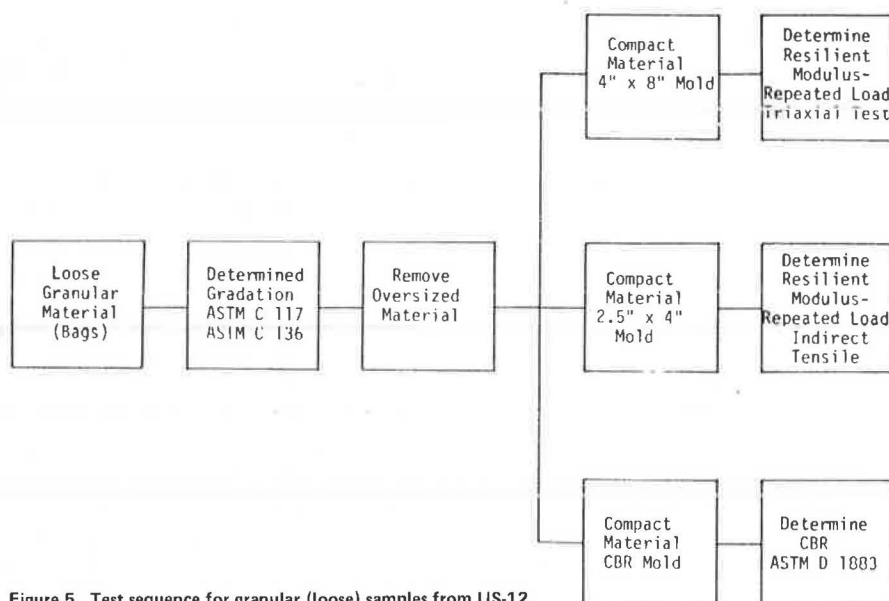 Loose
Granular
Material
(Bags)
Determined
Gradation
ASTM C 117
ASTM C 136
Remove
Oversized
Material
Compact
Material
4" x 8" Mold
Determine
Resilient
Modulus-
Repeated Load
Triaxial Test
Compact
Material
2.5" x 4"
Mold
Determine
Resilient
Modulus-
Repeated Load
Indirect
Tensile
Compact
Material
CBR Mold
Determine
CBR
ASTM D 1883
Figure 5. Test sequence for granular (loose) samples from US-12.